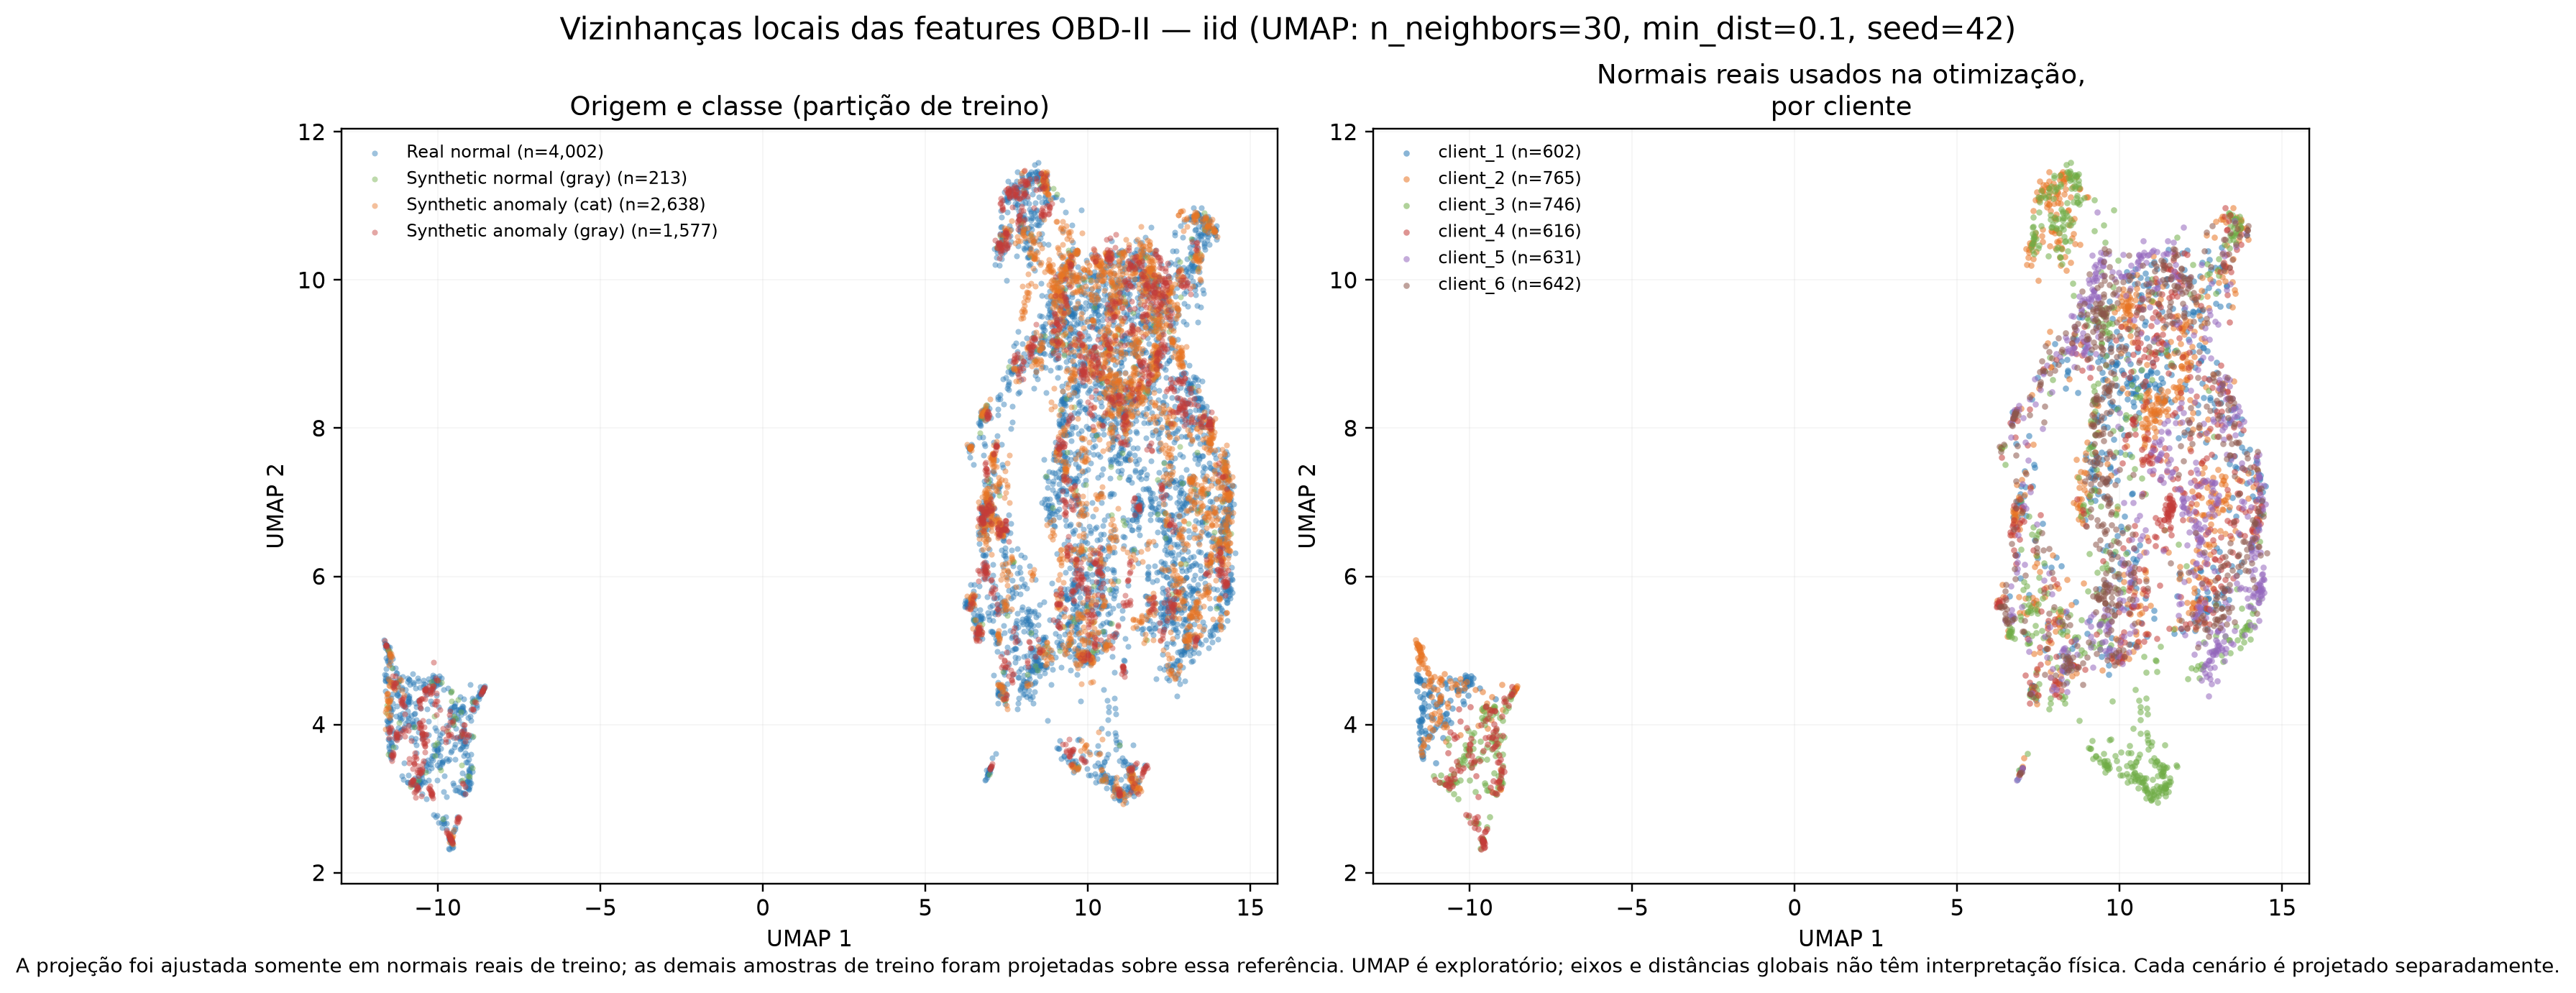 Vizinhanças locais das features OBD-II — iid (UMAP: n_neighbors=30, min_dist=0.1, seed=42)
Origem e classe (partição de treino)
12
10
8
6
4
2
UMAP 2
Real normal (n=4,002)
Synthetic normal (gray) (n=213)
Synthetic anomaly (cat) (n=2,638)
Synthetic anomaly (gray) (n=1,577)
−10
−5
0
5
10
15
UMAP 1
Normais reais usados na otimização,
por cliente
12
10
8
6
4
2
UMAP 2
client_1 (n=602)
client_2 (n=765)
client_3 (n=746)
client_4 (n=616)
client_5 (n=631)
client_6 (n=642)
−10
−5
0
5
10
15
UMAP 1
A projeção foi ajustada somente em normais reais de treino; as demais amostras de treino foram projetadas sobre essa referência. UMAP é exploratório; eixos e distâncias globais não têm interpretação física. Cada cenário é projetado separadamente.